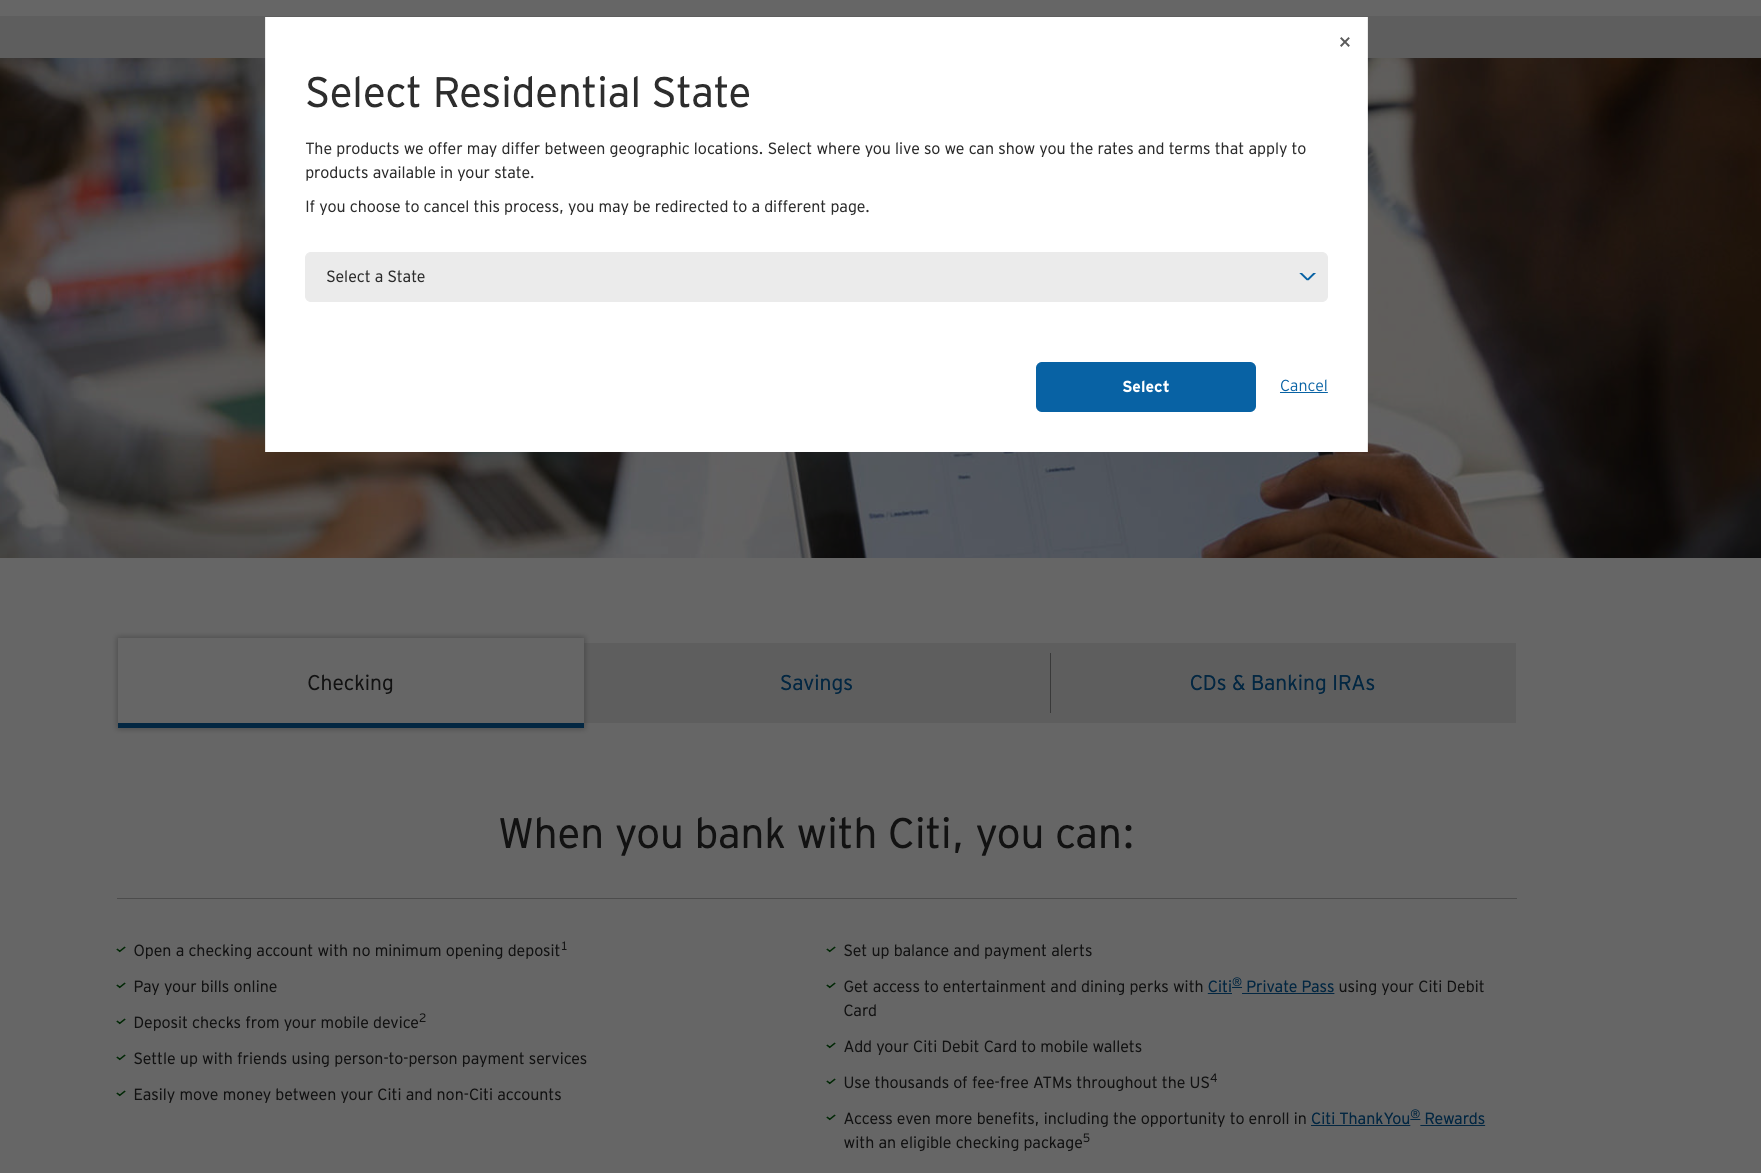 ×
Select Residential State
The products we offer may differ between geographic locations. Select where you live so we can show you the rates and terms that apply to
products available in your state.
If you choose to cancel this process, you may be redirected to a different page.
Select a State
Select
Cancel
Checking
Savings
CDs & Banking IRAs
When you bank with Citi, you can:
Open a checking account with no minimum opening deposit1
Pay your bills online
Deposit checks from your mobile device2
Settle up with friends using person-to-person payment services
Easily move money between your Citi and non-Citi accounts
Set up balance and payment alerts
Get access to entertainment and dining perks with Citi® Private Pass using your Citi Debit
Card
Add your Citi Debit Card to mobile wallets
Use thousands of fee-free ATMs throughout the US4
Access even more benefits, including the opportunity to enroll in Citi ThankYou® Rewards
with an eligible checking package5